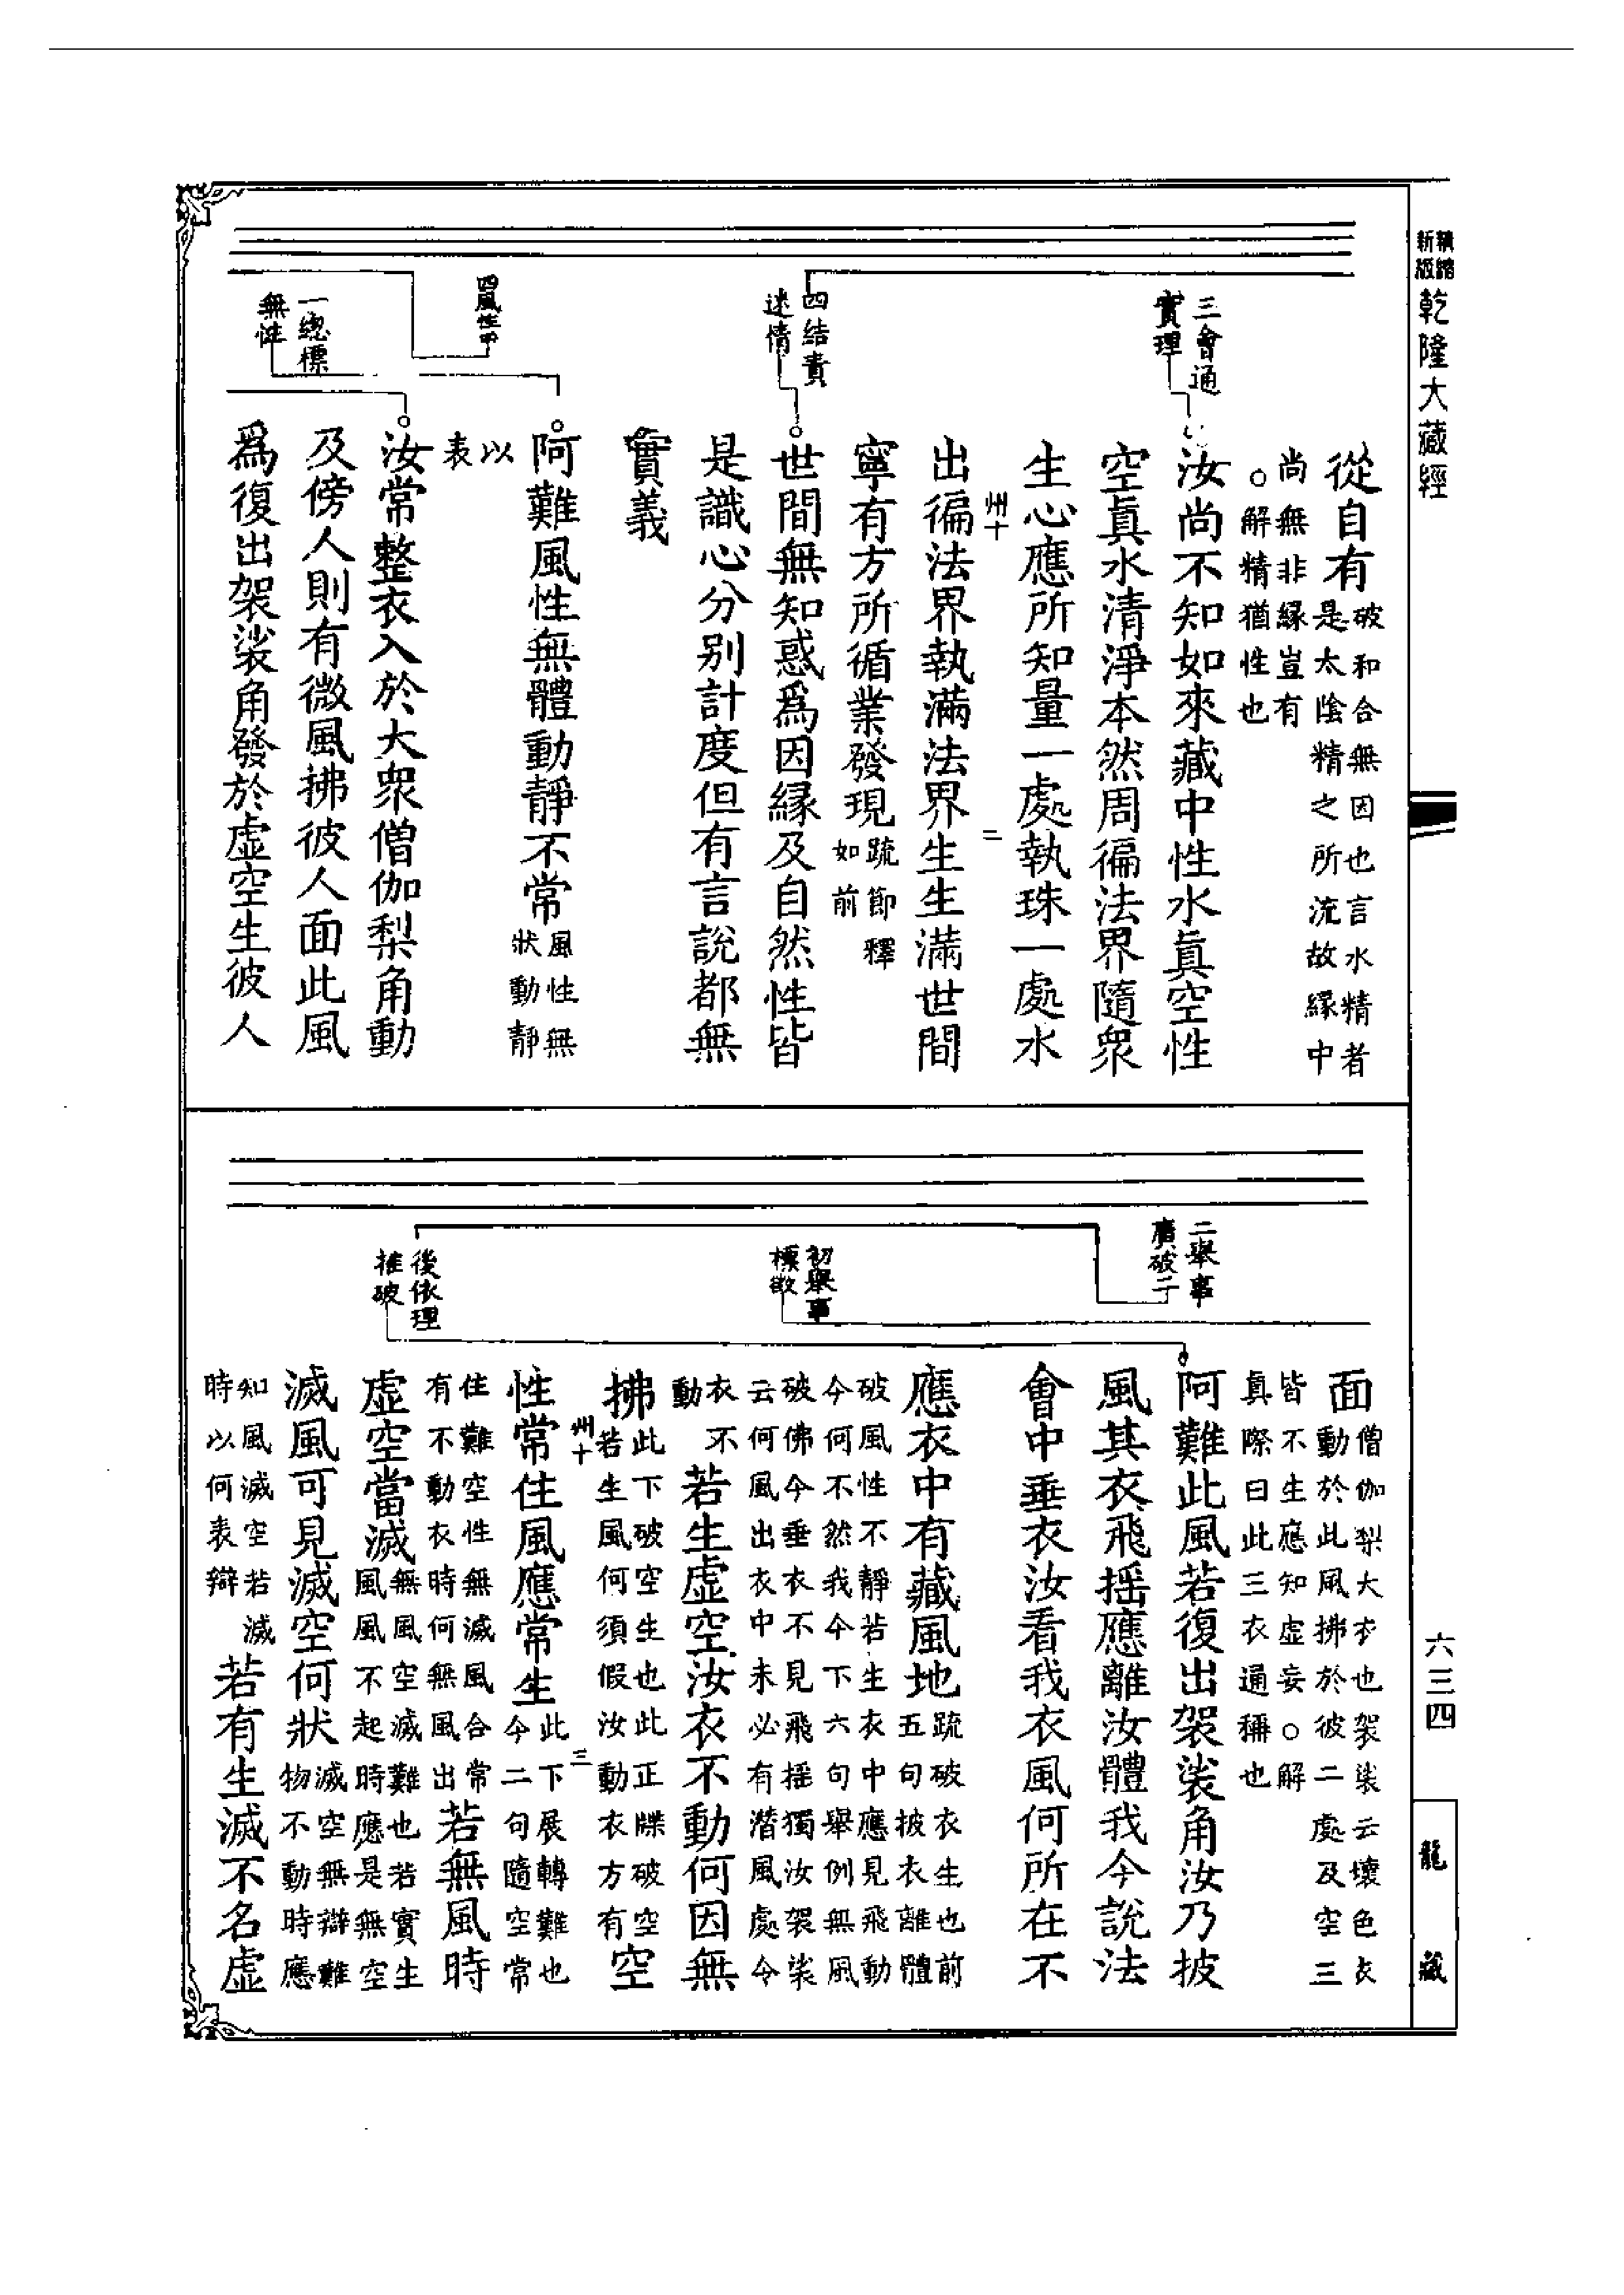 新版
精縮
乾隆大藏經
六三四
龍藏
三會通
實理
四結責
迷情
四風性四
一總標
無性
從自有破和合無因也言水精者
是太陰精之所流故緣中
尚無非緣豈有
○解精猶性也
汝尚不知如來藏中性水眞空性
空眞水清淨本然周徧法界隨衆
生心應所知量一處執珠一處水
州十
二
出徧法界執滿法界生生滿世間
寧有方所循業發現疏節釋
如前
世間無知惑爲因緣及自然性皆
是識心分別計度但有言說都無
實義
阿難風性無體動靜不常風性無
狀動靜
以
表
汝常整衣入於大衆僧伽梨角動
及傍人則有微風拂彼人面此風
爲復出袈裟角發於虛空生彼人
二舉事
廣破二
初舉事
標徵
後依理
推破
面僧伽梨大衣也袈裟云壞色衣
動於此風拂於彼二處及空三
皆不生應知虛妄○解
真際曰此三衣通稱也
阿難此風若復出袈裟角汝乃披
風其衣飛搖應離汝體我今說法
會中垂衣汝看我衣風何所在不
應衣中有藏風地疏破衣生也前
五句披衣離體
破風性不靜若生衣中應見飛動
今何不然我今下六句舉例無風
破佛今垂衣不見飛搖獨汝袈裟
云何風出衣中未必有潛風處今
衣不
動
若生虛空汝衣不動何因無
拂此下破空生也此正牒破空
若生風何須假汝動衣方有
空
州十
三
性常住風應常生此下展轉難也
今二句隨空常
住難空性無滅風合常
有不動衣時何無風出
若無風時
虛空當滅無風空滅難也若實生
風風不起時應是無空
滅風可見滅空何狀滅空無辯難
物不動時應
知風滅空若滅
時以何表辯
若有生滅不名虛